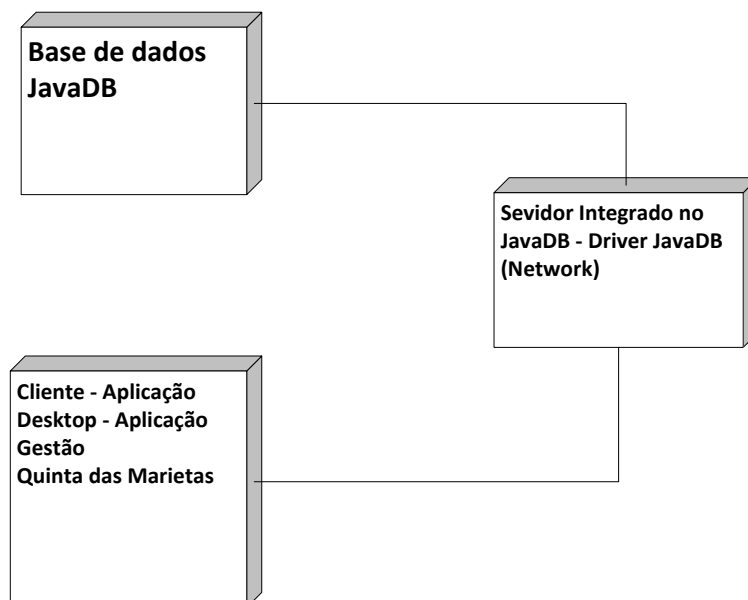 Base de dados
JavaDB
Sevidor Integrado no
JavaDB - Driver JavaDB
(Network)
Cliente - Aplicação
Desktop - Aplicação
Gestão
Quinta das Marietas